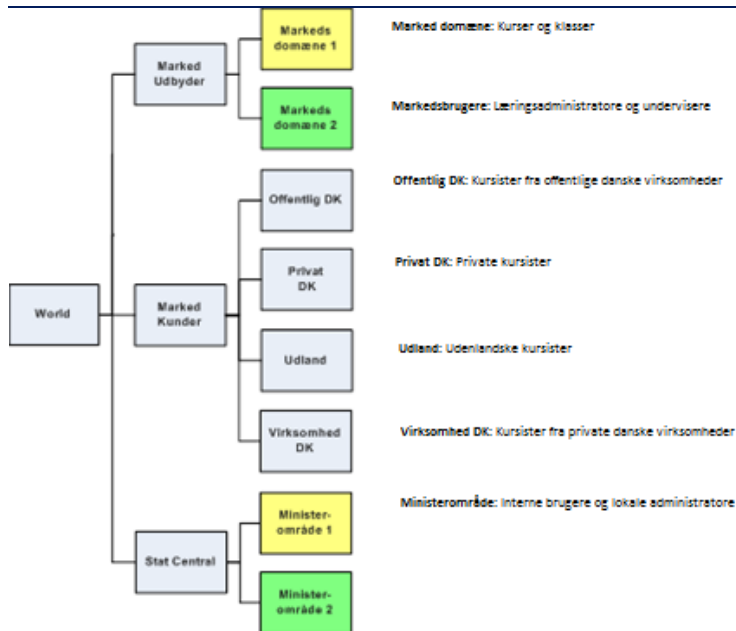 Markeds
domæne 1
Marked domæne: Kurser og klasser
Marked
Udbyder
Markeds
domæne 2
Markedsbrugere: Læringsadministratore og undervisere
Offentlig DK
Offentlig DK: Kursister fra offentlige danske virksomheder
Privat
DK
Privat DK: Private kursister
World
Marked
Kunder
Udland
Udland: Udenlandske kursister
Virksomhed
DK
Virksomhed DK: Kursister fra private danske virksomheder
Minister-
område 1
Ministerområde: Interne brugere og lokale administratore
Stat Central
Minister-
område 2